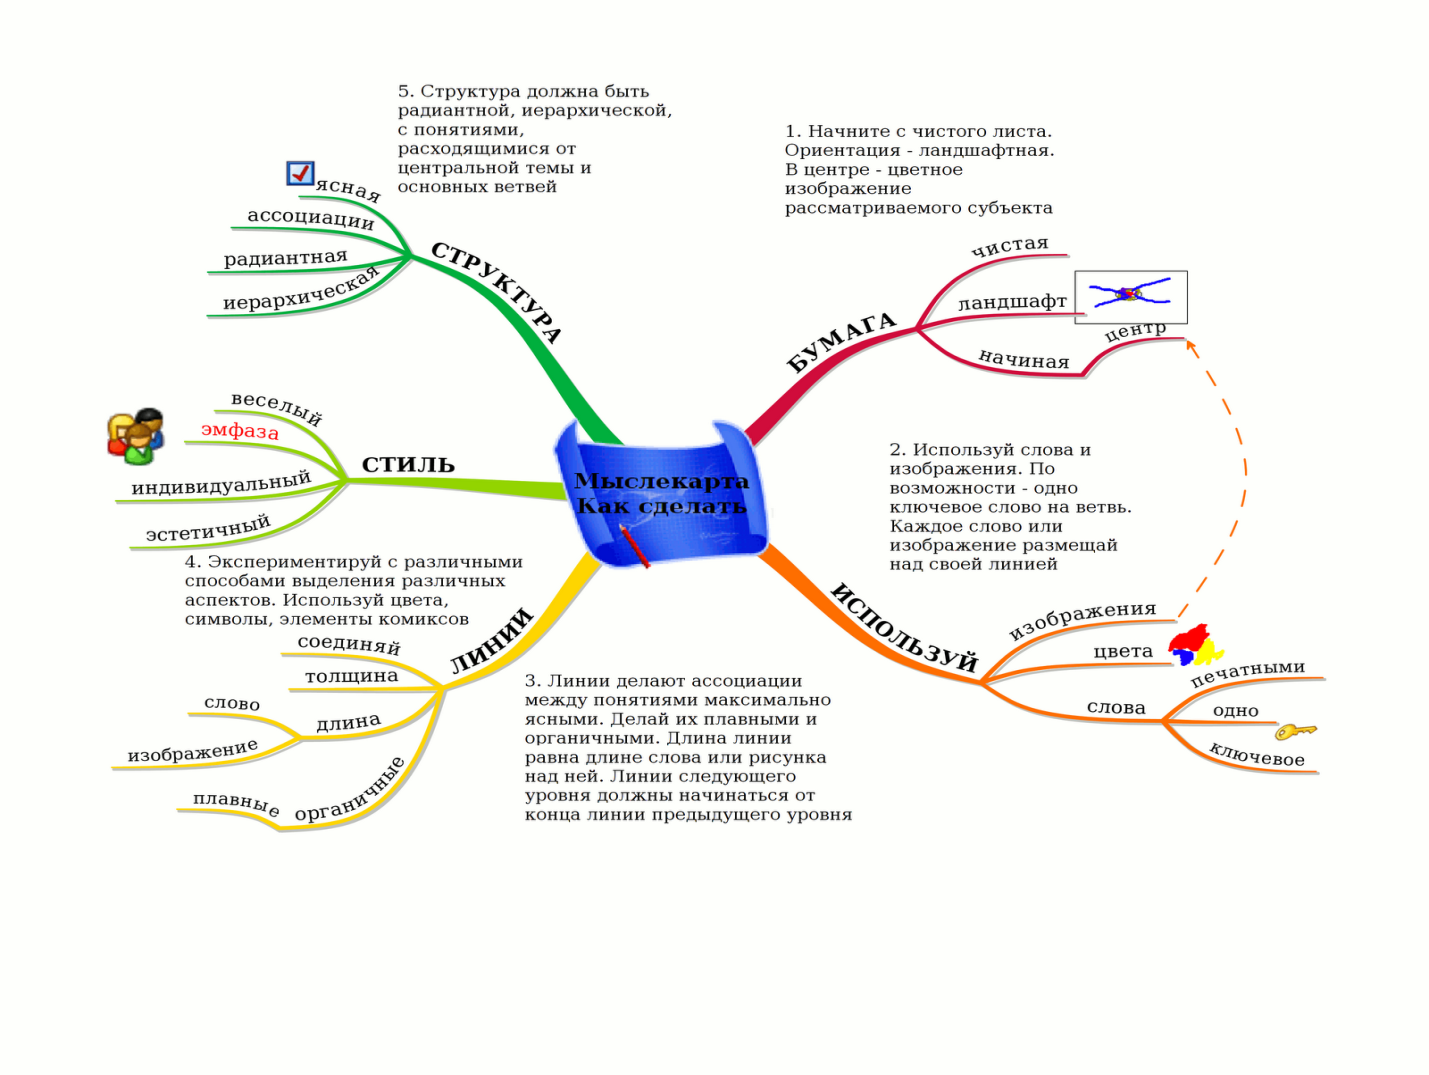 Мыслекарта
Как сделать
1. Начните с чистого листа.
Ориентация - ландшафтная.
В центре - цветное
изображение
рассматриваемого субъекта
БУМАГА
чистая
ландшафт
начиная
центр
2. Используй слова и
изображения. По
возможности - одно
ключевое слово на ветвь.
Каждое слово или
изображение размещай
над своей линией
ИСПОЛЬЗУЙ
изображения
цвета
слова
печатными
одно
ключевое
3. Линии делают ассоциации
между понятиями максимально
ясными. Делай их плавными и
органичными. Длина линии
равна длине слова или рисунка
над ней. Линии следующего
уровня должны начинаться от
конца линии предыдущего уровня
ЛИНИИ
соединяй
толщина
длина
слово
изображение
органичные
плавные
4. Экспериментируй с различными
способами выделения различных
аспектов. Используй цвета,
символы, элементы комиксов
СТИЛЬ
веселый
эмфаза
индивидуальный
эстетичный
5. Структура должна быть
радиантной, иерархической,
с понятиями,
расходящимися от
центральной темы и
основных ветвей
СТРУКТУРА
ясная
ассоциации
радиантная
иерархическая